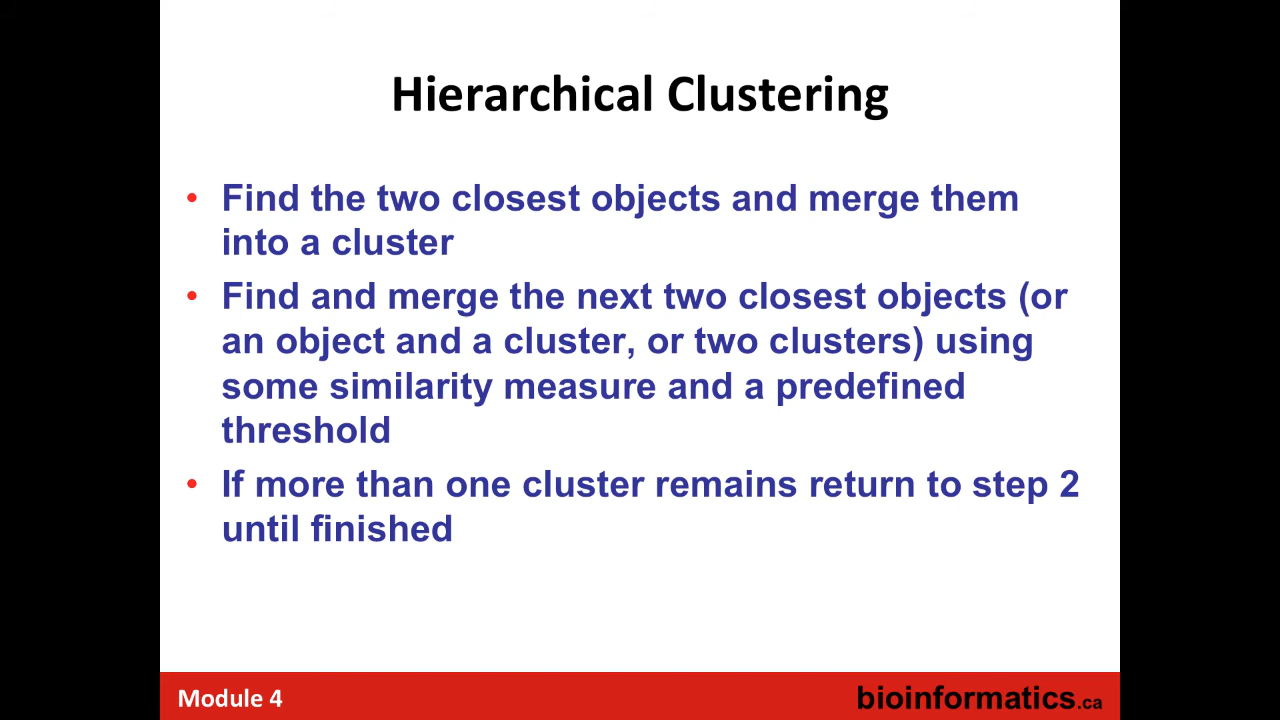 Hierarchical Clustering
• Find the two closest objects and merge them
into a cluster
• Find and merge the next two closest objects (or
an object and a cluster, or two clusters) using
some similarity measure and a predefined
threshold
• If more than one cluster remains return to step 2
until finished
Module 4
bioinformatics.ca